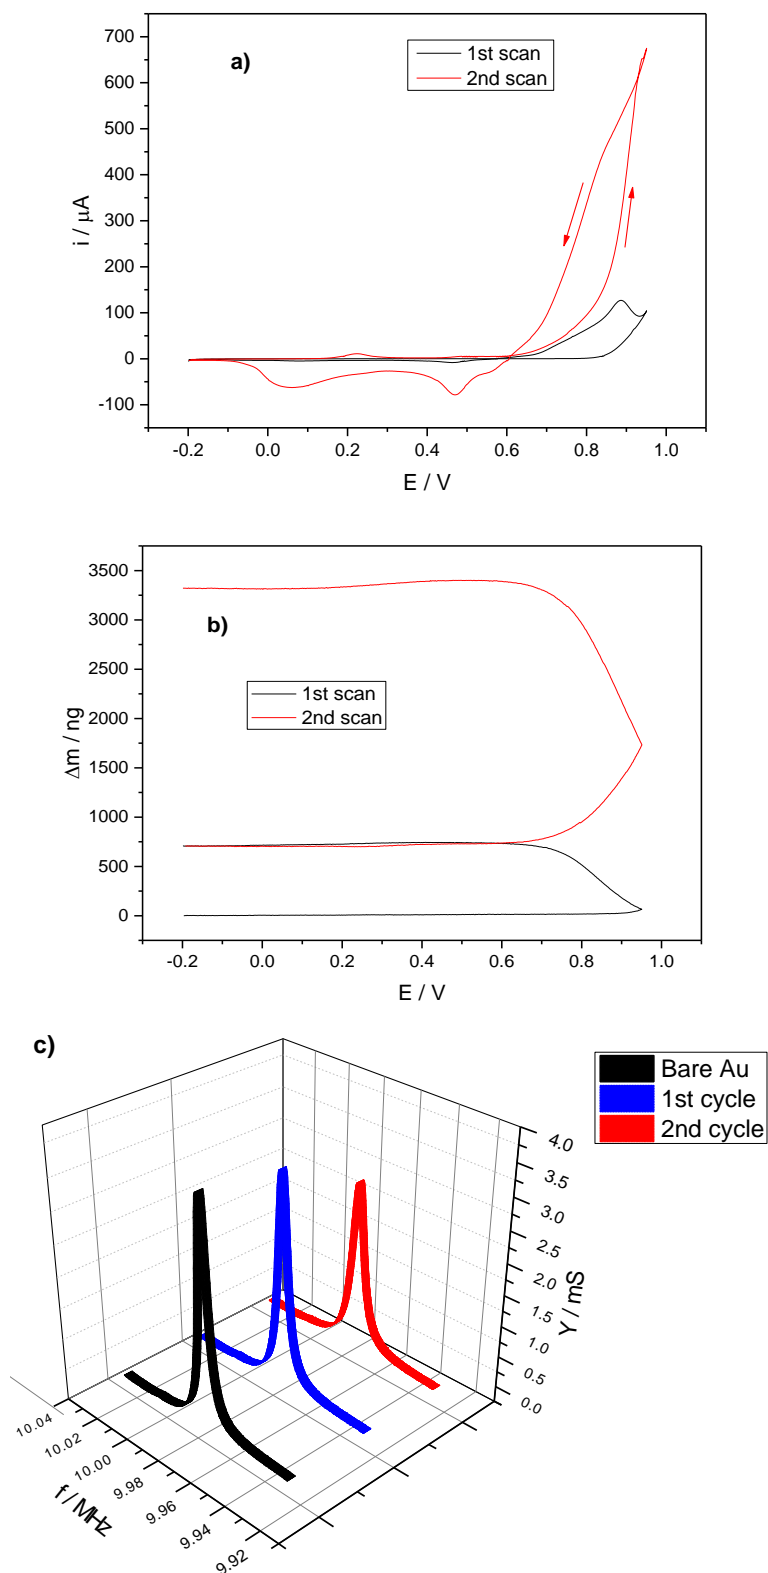 a)
1st scan
2nd scan
700
600
500
400
300
200
100
0
-100
i / μA
-0.2 0.0 0.2 0.4 0.6 0.8 1.0
E / V
b)
1st scan
2nd scan
3500
3000
2500
2000
1500
1000
500
0
Δm / ng
-0.2 0.0 0.2 0.4 0.6 0.8 1.0
E / V
c)
Bare Au
1st cycle
2nd cycle
4.0
3.5
3.0
2.5
2.0
1.5
1.0
0.5
0.0
Y / mS
10.04
10.02
10.00
9.98
9.96
9.94
9.92
f / MHz